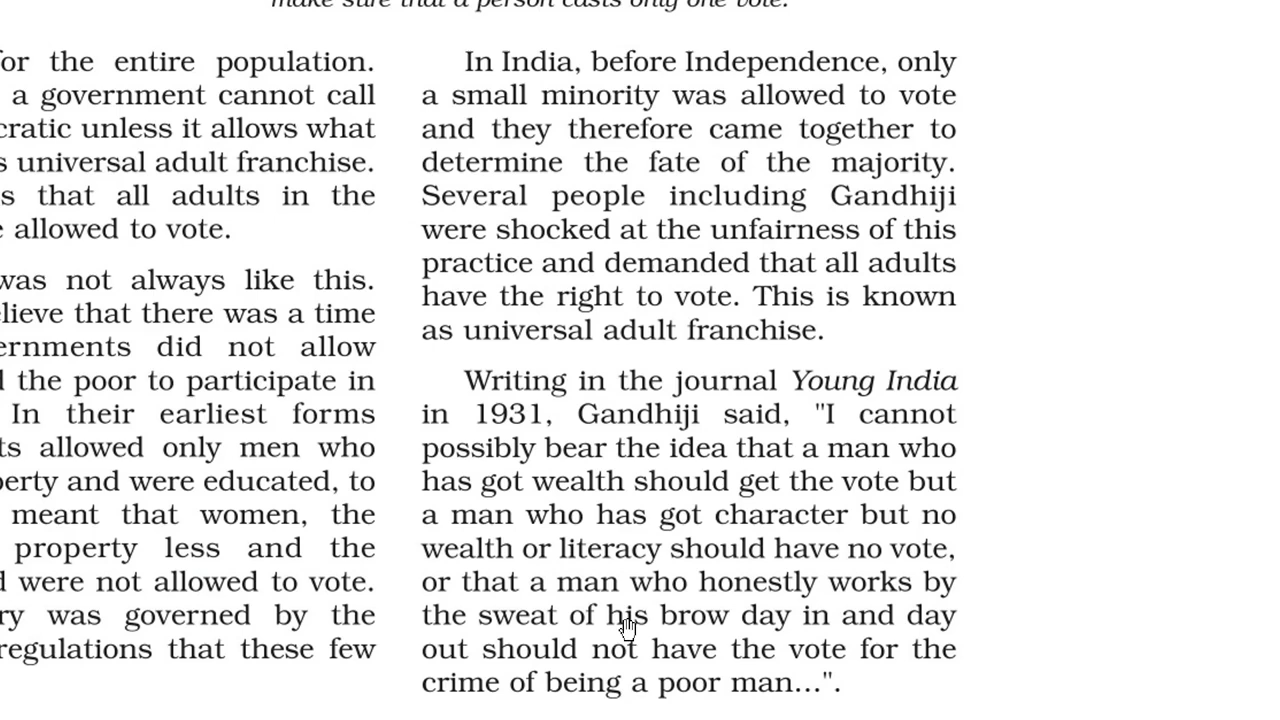 make sure that a person casts only one vote.
for the entire population.
a government cannot call
cratic unless it allows what
s universal adult franchise.
s that all adults in the
e allowed to vote.
was not always like this.
elieve that there was a time
ernments did not allow
d the poor to participate in
In their earliest forms
ts allowed only men who
perty and were educated, to
meant that women, the
property less and the
d were not allowed to vote.
ry was governed by the
regulations that these few
In India, before Independence, only
a small minority was allowed to vote
and they therefore came together to
determine the fate of the majority.
Several people including Gandhiji
were shocked at the unfairness of this
practice and demanded that all adults
have the right to vote. This is known
as universal adult franchise.
Writing in the journal Young India
in 1931, Gandhiji said, "I cannot
possibly bear the idea that a man who
has got wealth should get the vote but
a man who has got character but no
wealth or literacy should have no vote,
or that a man who honestly works by
the sweat of his brow day in and day
out should not have the vote for the
crime of being a poor man...".